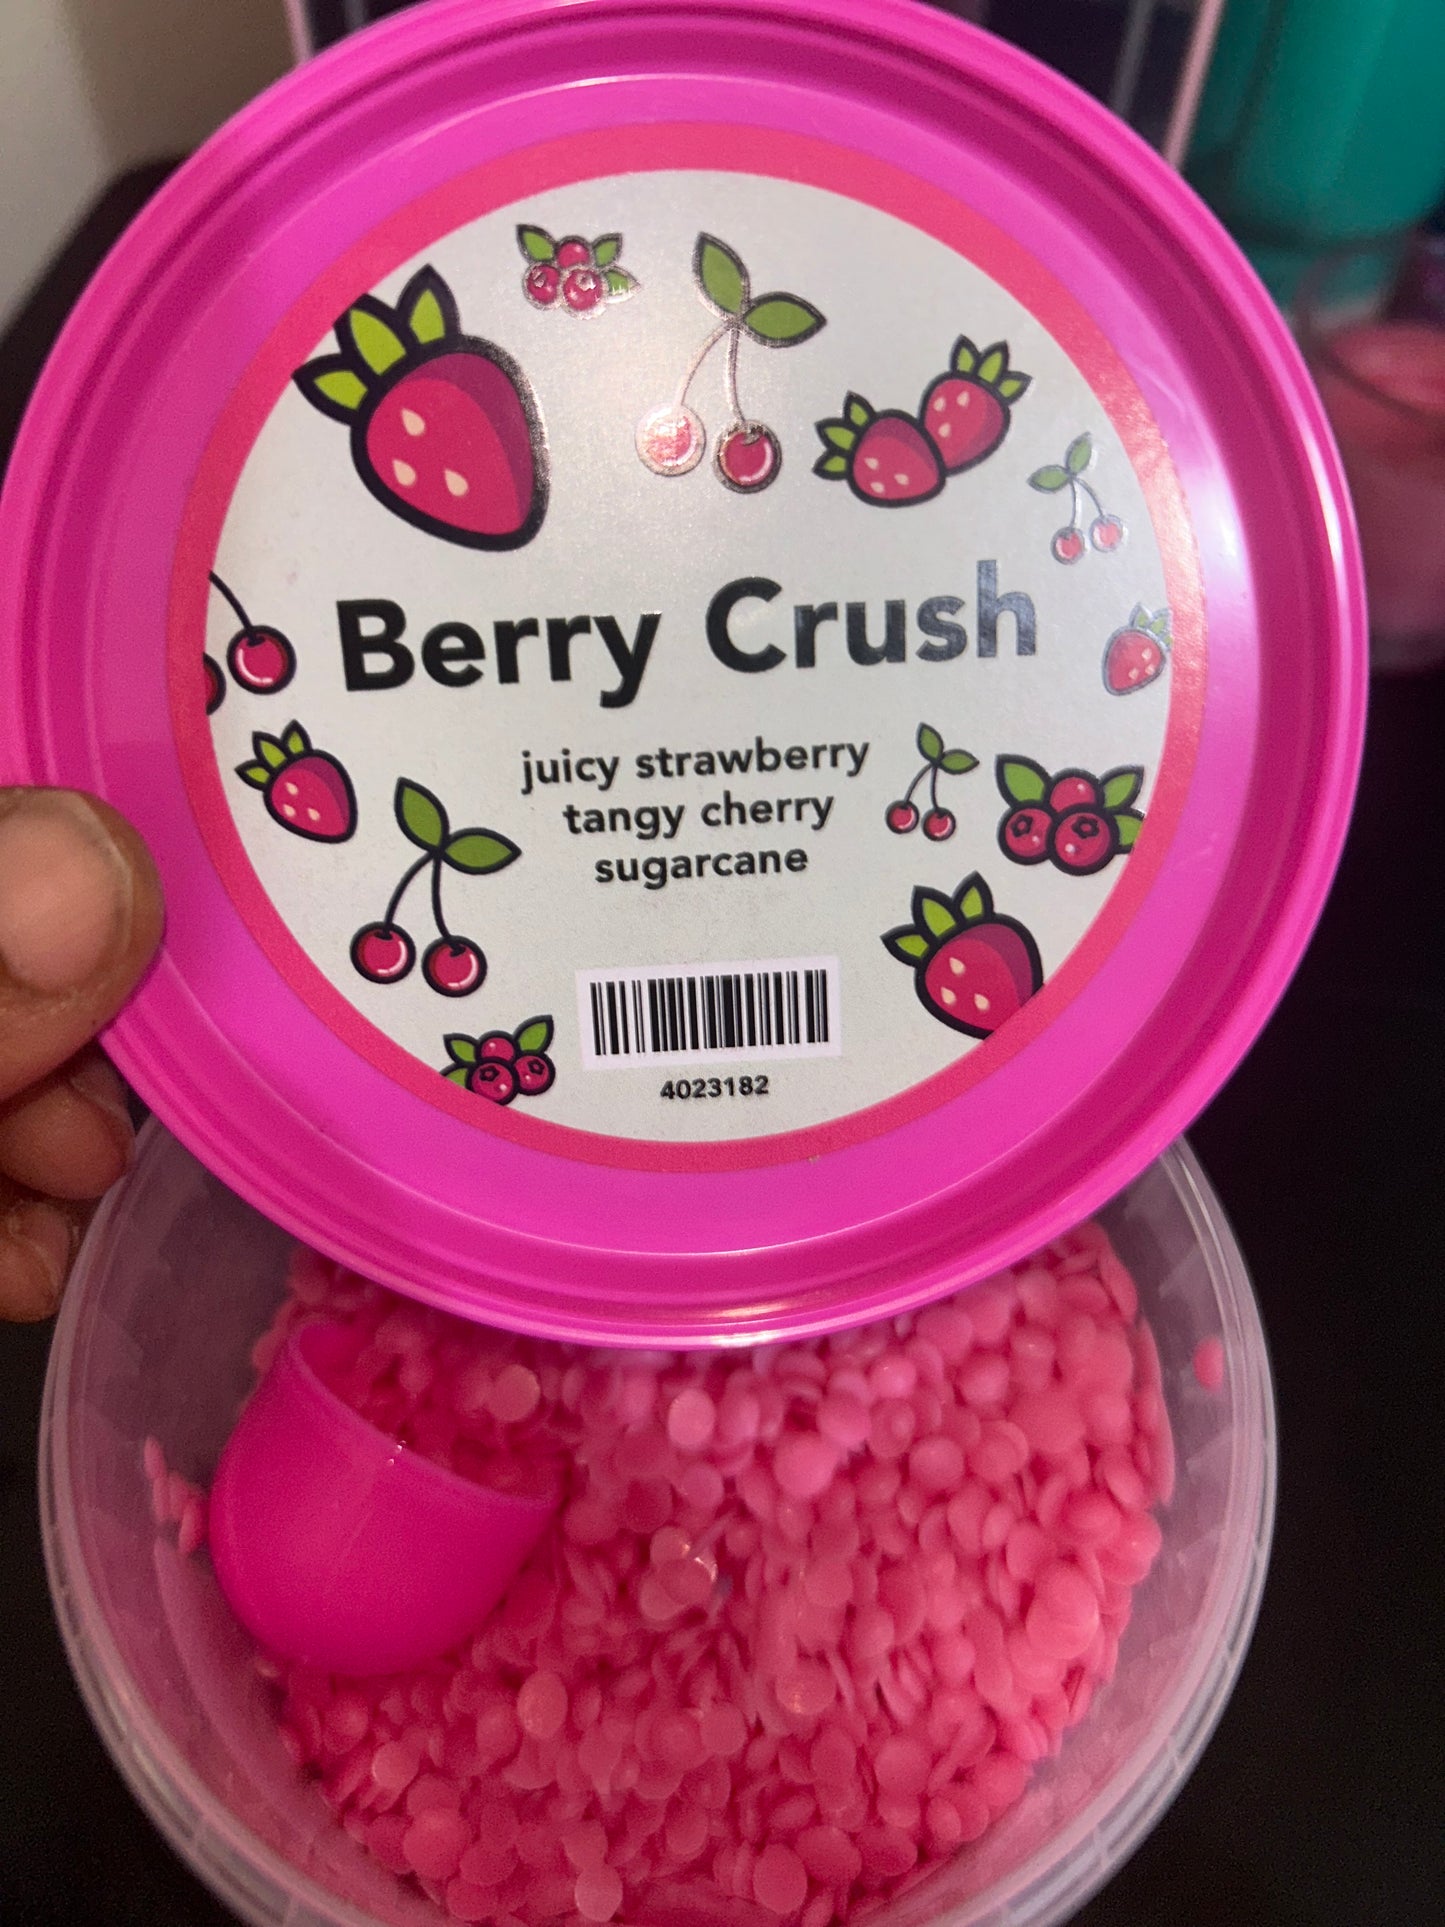 Berry Crush
juicy strawberry
tangy cherry
sugarcane
4023182